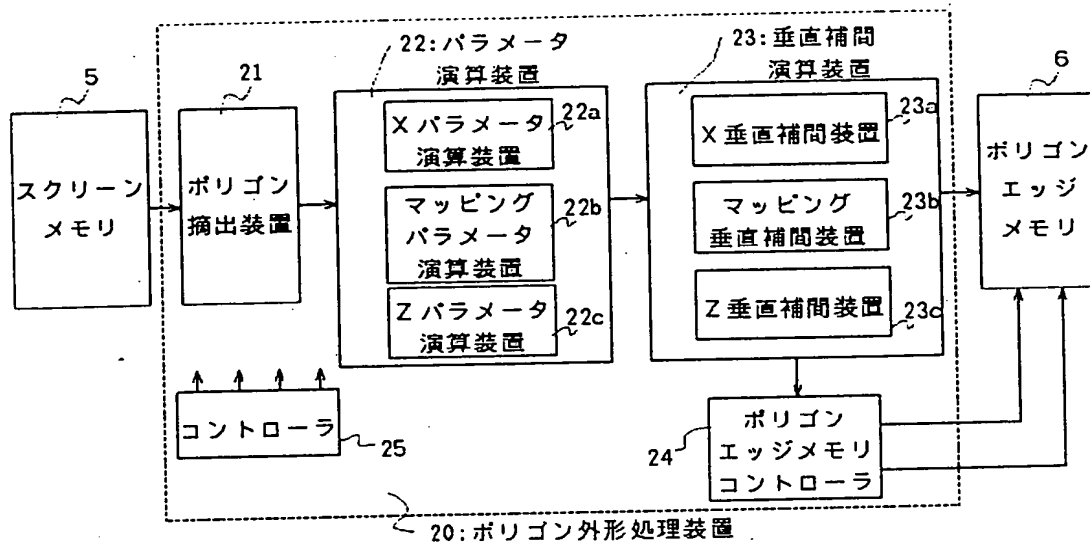 5
スクリーン
メモリ
21
ポリゴン
摘出装置
22:パラメータ
演算装置
Xパラメータ
演算装置
22a
マッピング
パラメータ
演算装置
22b
Zパラメータ
演算装置
22c
23:垂直補間
演算装置
X垂直補間装置
23a
マッピング
垂直補間装置
23b
Z垂直補間装置
23c
6
ポリゴン
エッジ
メモリ
コントローラ
25
ポリゴン
エッジメモリ
コントローラ
24
20:ポリゴン外形処理装置